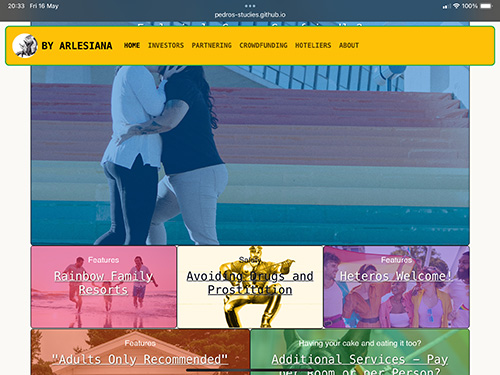 20:33 Fri 16 May
100%
pedros-studies.github.io
BY ARLESIANA HOME INVESTORS PARTNERING CROWDFUNDING HOTELIERS ABOUT
Features
Rainbow Family
Resorts
Avoiding Drugs and
Prostitution
Features
Heteros Welcome!
Features
"Adults Only Recommended"
Having your cake and eating it too?
Additional Services – Pay
per Room or per Person?